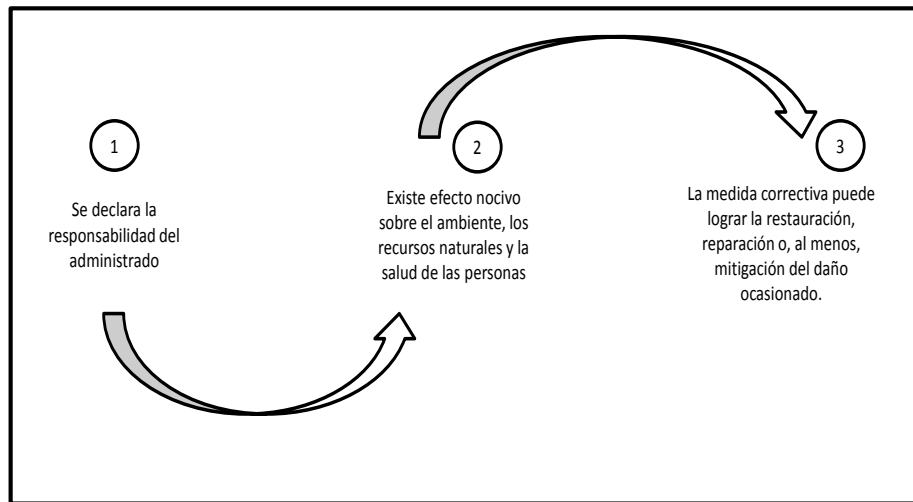 1
Se declara la
responsabilidad del
administrado
2
Existe efecto nocivo
sobre el ambiente, los
recursos naturales y la
salud de las personas
3
La medida correctiva puede
lograr la restauración,
reparación o, al menos,
mitigación del daño
ocasionado.